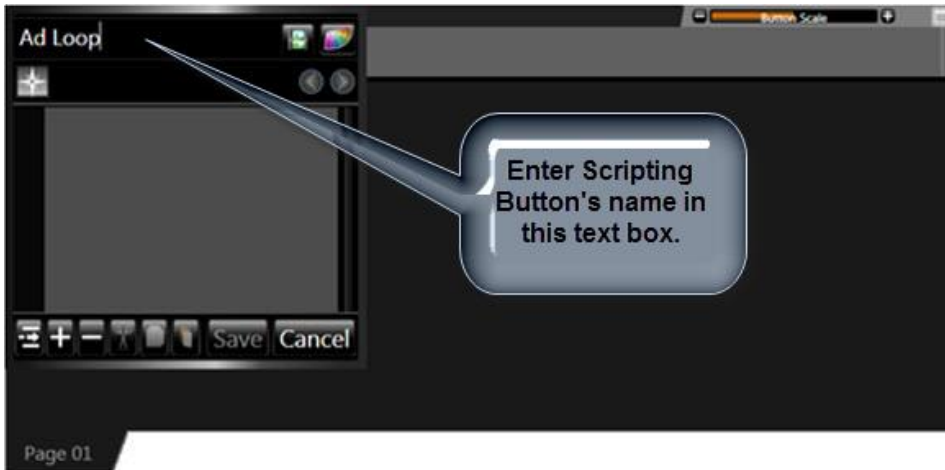 Ad Loop
Button Scale
Enter Scripting
Button's name in
this text box.
Save Cancel
Page 01